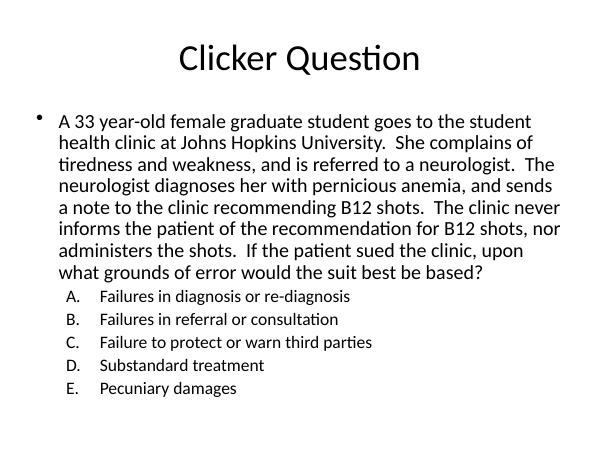 Clicker Question
• A 33 year-old female graduate student goes to the student
health clinic at Johns Hopkins University.  She complains of
tiredness and weakness, and is referred to a neurologist.  The
neurologist diagnoses her with pernicious anemia, and sends
a note to the clinic recommending B12 shots.  The clinic never
informs the patient of the recommendation for B12 shots, nor
administers the shots.  If the patient sued the clinic, upon
what grounds of error would the suit best be based?
A. Failures in diagnosis or re-diagnosis
B. Failures in referral or consultation
C. Failure to protect or warn third parties
D. Substandard treatment
E. Pecuniary damages